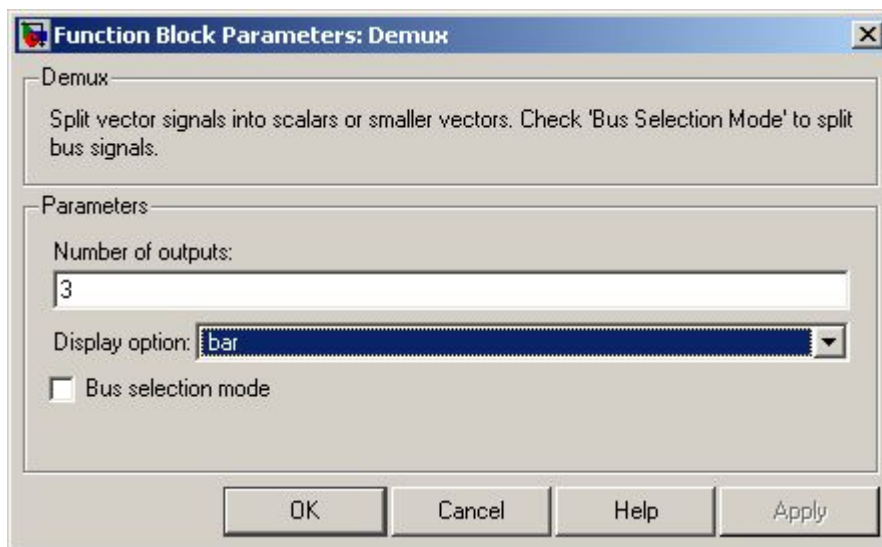 Function Block Parameters: Demux
Demux
Split vector signals into scalars or smaller vectors. Check 'Bus Selection Mode' to split
bus signals.
Parameters
Number of outputs:
3
Display option: bar
Bus selection mode
OK Cancel Help Apply